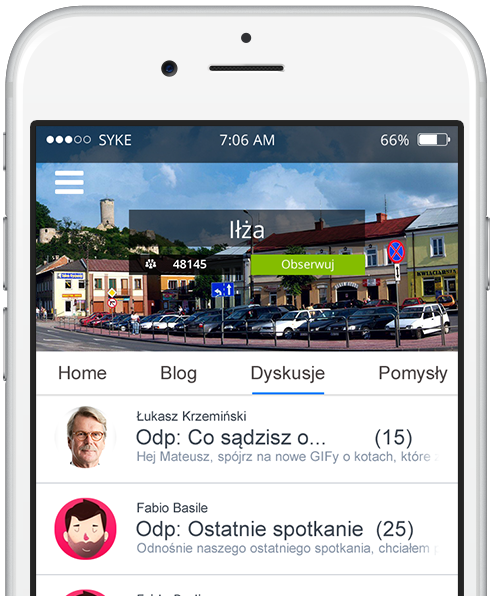 SYKE 7:06 AM 66%
Iłża
48145 Obserwuj
KWIACIARNIA
Home Blog Dyskusje Pomysły
Łukasz Krzemiński
Odp: Co sądzisz o... (15)
Hej Mateusz, spójrz na nowe GIFy o kotach, które
Fabio Basile
Odp: Ostatnie spotkanie (25)
Odnośnie naszego ostatniego spotkania, chciałem